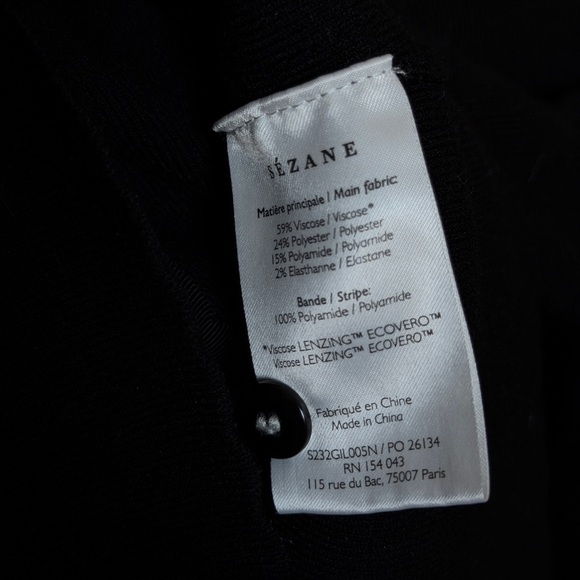 SÉZANE
Matière principale / Main fabric:
59% Viscose / Viscose*
24% Polyester / Polyester
15% Polyamide / Polyamide
2% Elasthanne / Elastane
Bande / Stripe:
100% Polyamide / Polyamide
*Viscose LENZING™ ECOVERO™
Viscose LENZING™ ECOVERO™
Fabriqué en Chine
Made in China
S232GIL005N / PO 26134
RN 154 043
115 rue du Bac, 75007 Paris